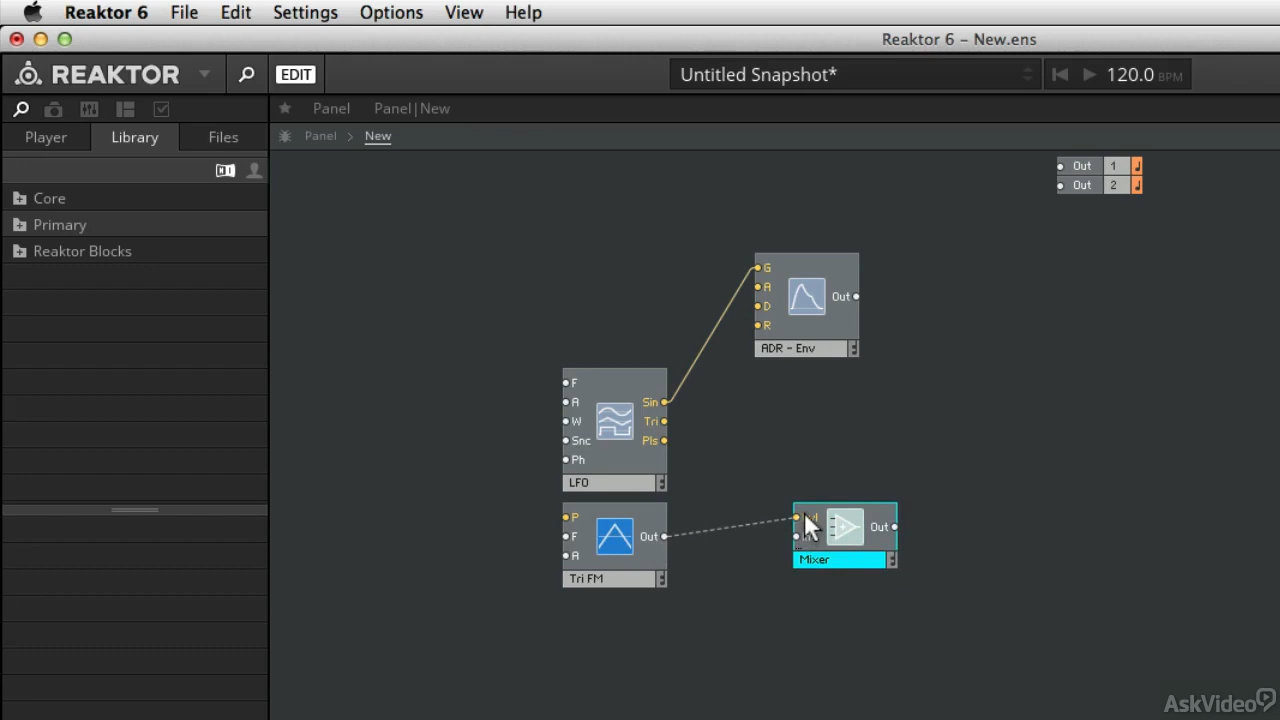 Reaktor 6 File Edit Settings Options View Help
Reaktor 6 – New.ens
REAKTOR EDIT Untitled Snapshot* 120.0 BPM
Panel Panel|New
Player Library Files
Panel > New
NI
Core
Primary
Reaktor Blocks
Out 1
Out 2
G
A
D
R
Out
ADR - Env
F
A
W
Snc
Ph
Sin
Tri
Pls
LFO
P
F
A
Out
Tri FM
Out
Mixer
AskVideo